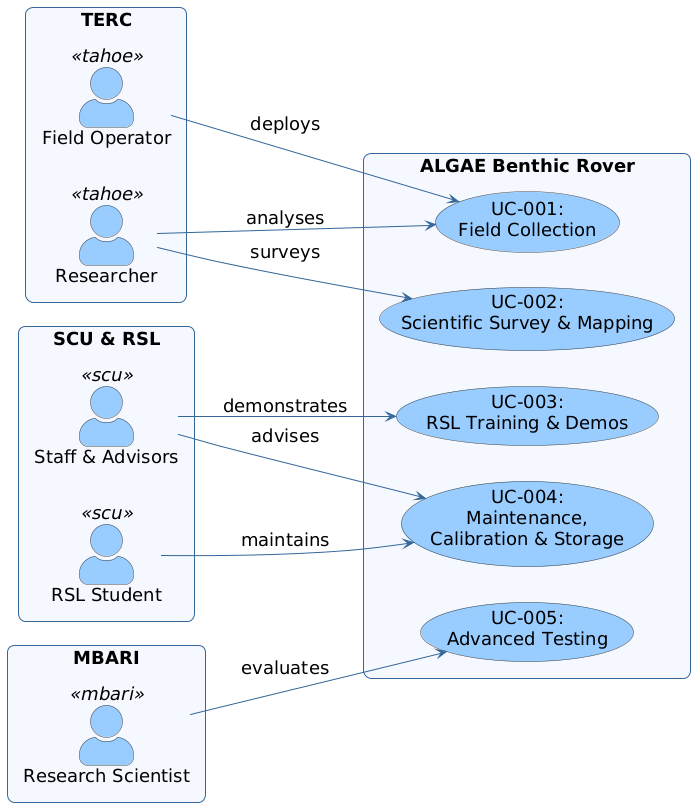 TERC
«tahoe»
Field Operator
«tahoe»
Researcher
SCU & RSL
«scu»
Staff & Advisors
«scu»
RSL Student
MBARI
«mbari»
Research Scientist
deploys
analyses
surveys
demonstrates
advises
maintains
evaluates
ALGAE Benthic Rover
UC-001:
Field Collection
UC-002:
Scientific Survey & Mapping
UC-003:
RSL Training & Demos
UC-004:
Maintenance,
Calibration & Storage
UC-005:
Advanced Testing